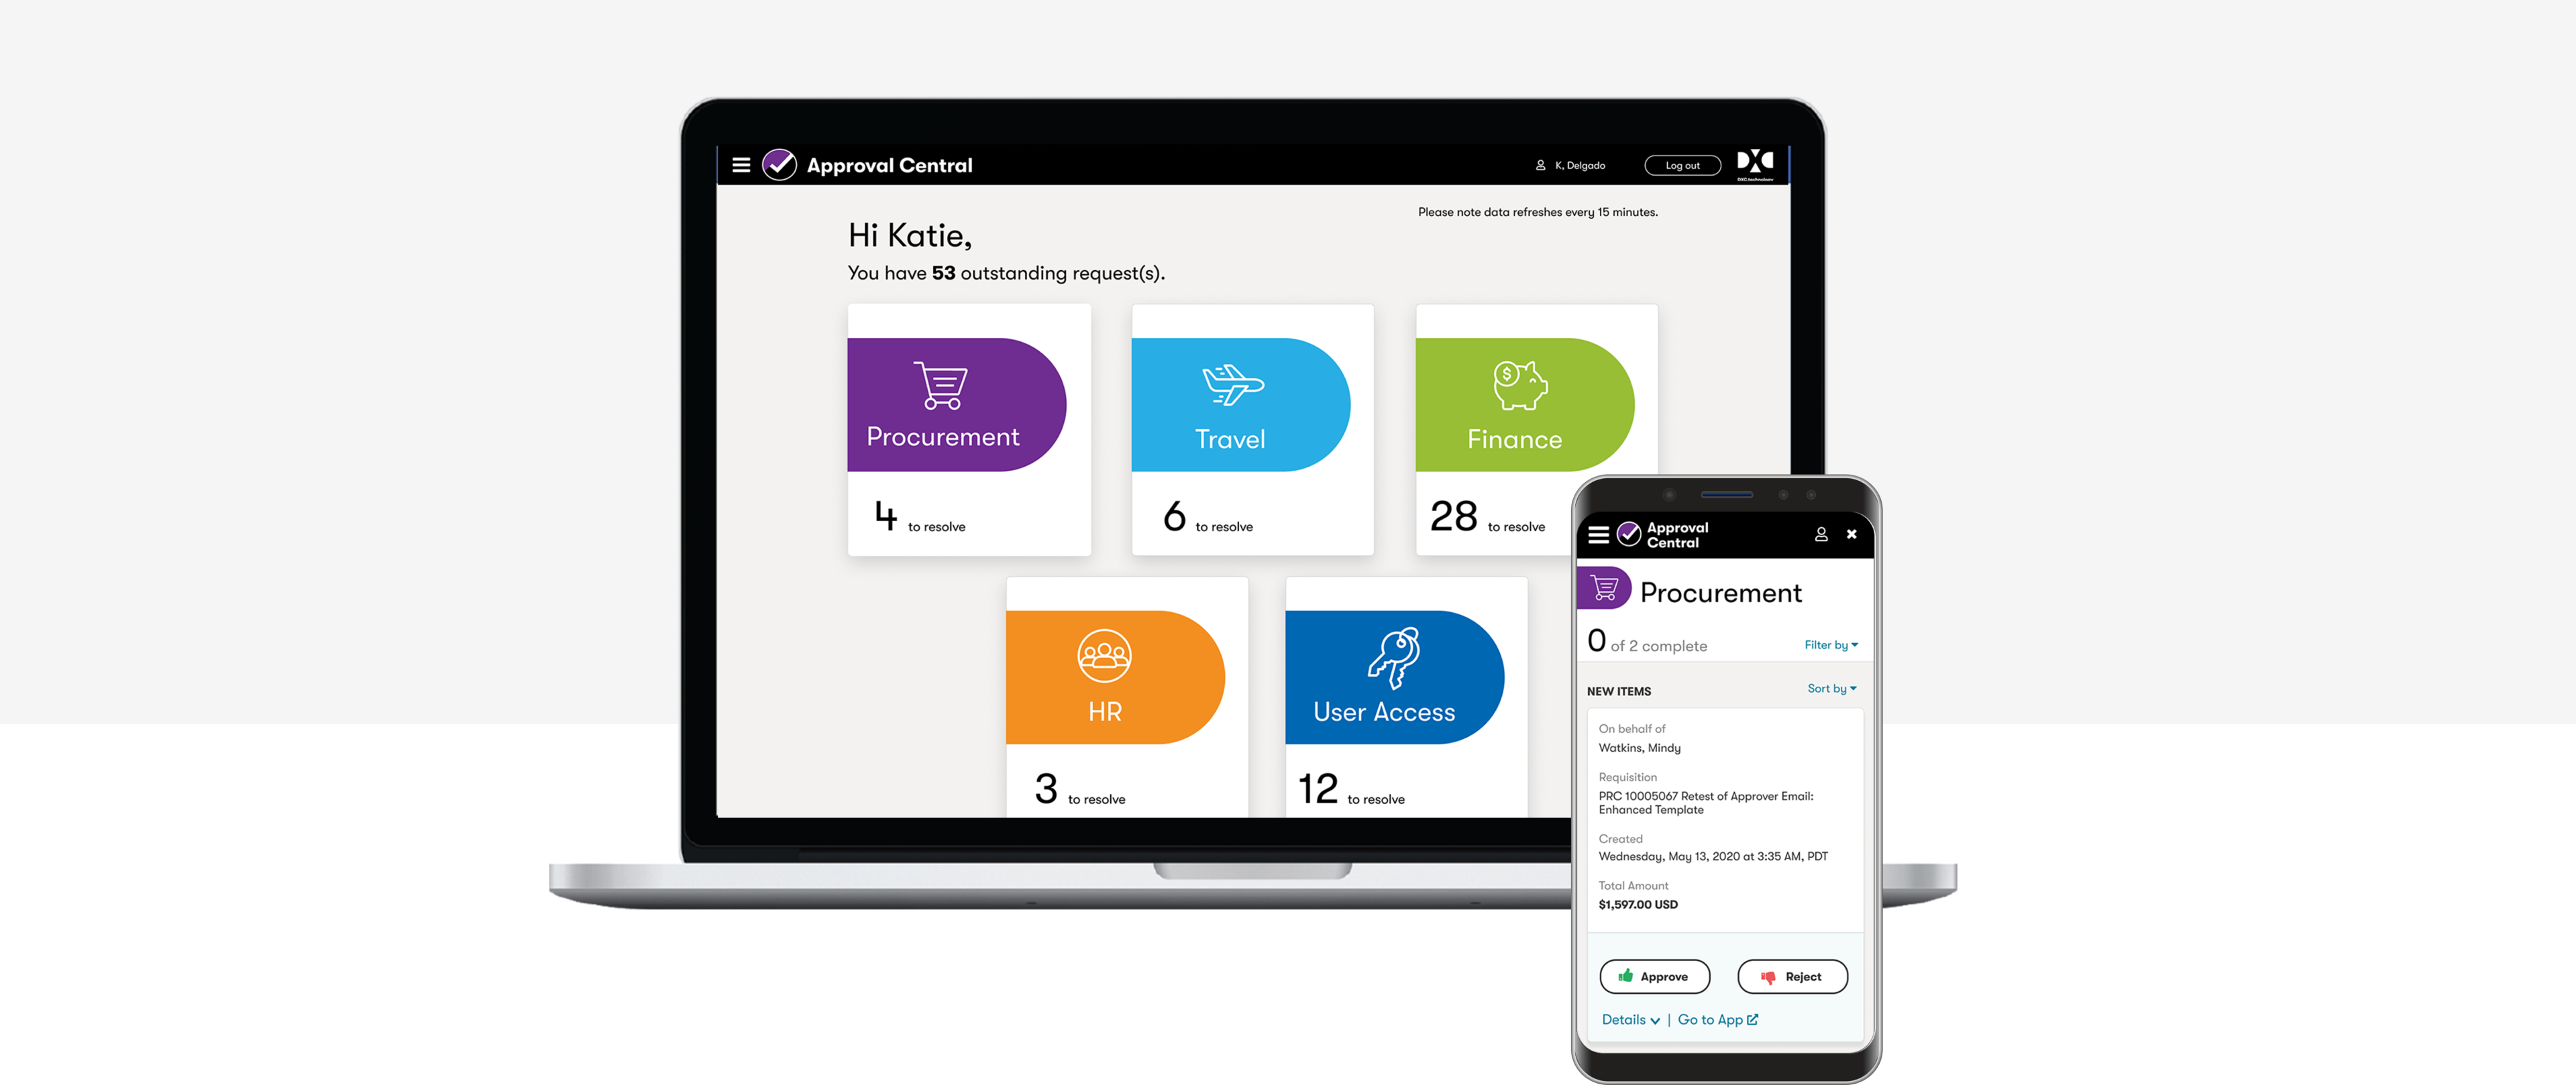 Approval Central
K, Delgado
Log out
DXC
DXC.technology
Please note data refreshes every 15 minutes.
Hi Katie,
You have 53 outstanding request(s).
Procurement
4 to resolve
Travel
6 to resolve
Finance
28 to resolve
HR
3 to resolve
User Access
12 to resolve
Approval
Central
Procurement
0 of 2 complete
Filter by
NEW ITEMS
Sort by
On behalf of
Watkins, Mindy
Requisition
PRC 10005067 Retest of Approver Email:
Enhanced Template
Created
Wednesday, May 13, 2020 at 3:35 AM, PDT
Total Amount
$1,597.00 USD
Approve
Reject
Details | Go to App